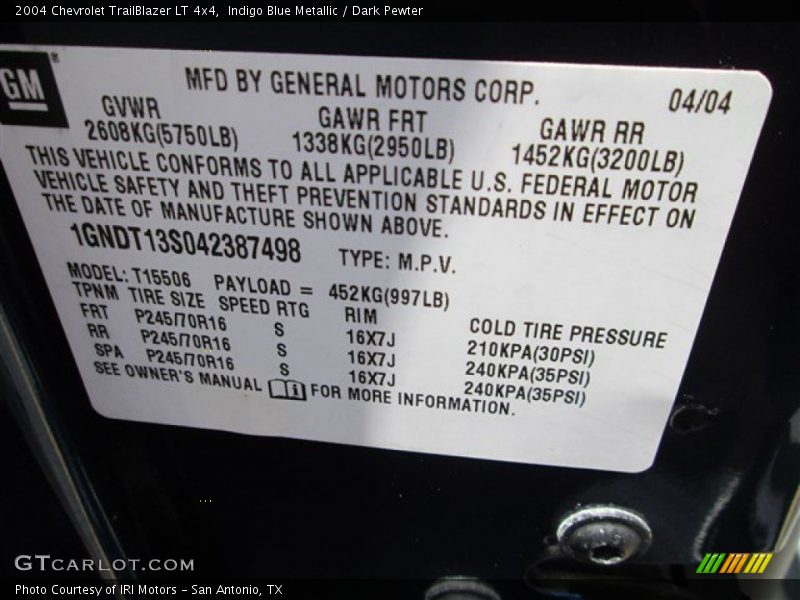 2004 Chevrolet TrailBlazer LT 4x4,  Indigo Blue Metallic / Dark Pewter
GM®
MFD BY GENERAL MOTORS CORP.
04/04
GVWR GAWR FRT GAWR RR
2608KG(5750LB) 1338KG(2950LB) 1452KG(3200LB)
THIS VEHICLE CONFORMS TO ALL APPLICABLE U.S. FEDERAL MOTOR
VEHICLE SAFETY AND THEFT PREVENTION STANDARDS IN EFFECT ON
THE DATE OF MANUFACTURE SHOWN ABOVE.
1GNDT13S042387498 TYPE: M.P.V.
MODEL: T15506 PAYLOAD = 452KG(997LB)
TPNM TIRE SIZE SPEED RTG RIM COLD TIRE PRESSURE
FRT P245/70R16 S 16X7J 210KPA(30PSI)
RR P245/70R16 S 16X7J 240KPA(35PSI)
SPA P245/70R16 S 16X7J 240KPA(35PSI)
SEE OWNER'S MANUAL FOR MORE INFORMATION.
GTCARLOT.COM
Photo Courtesy of IRI Motors – San Antonio, TX